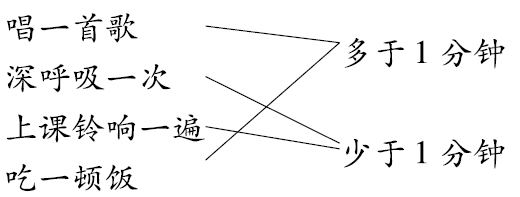 唱一首歌
深呼吸一次
上课铃响一遍
吃一顿饭
多于1分钟
少于1分钟